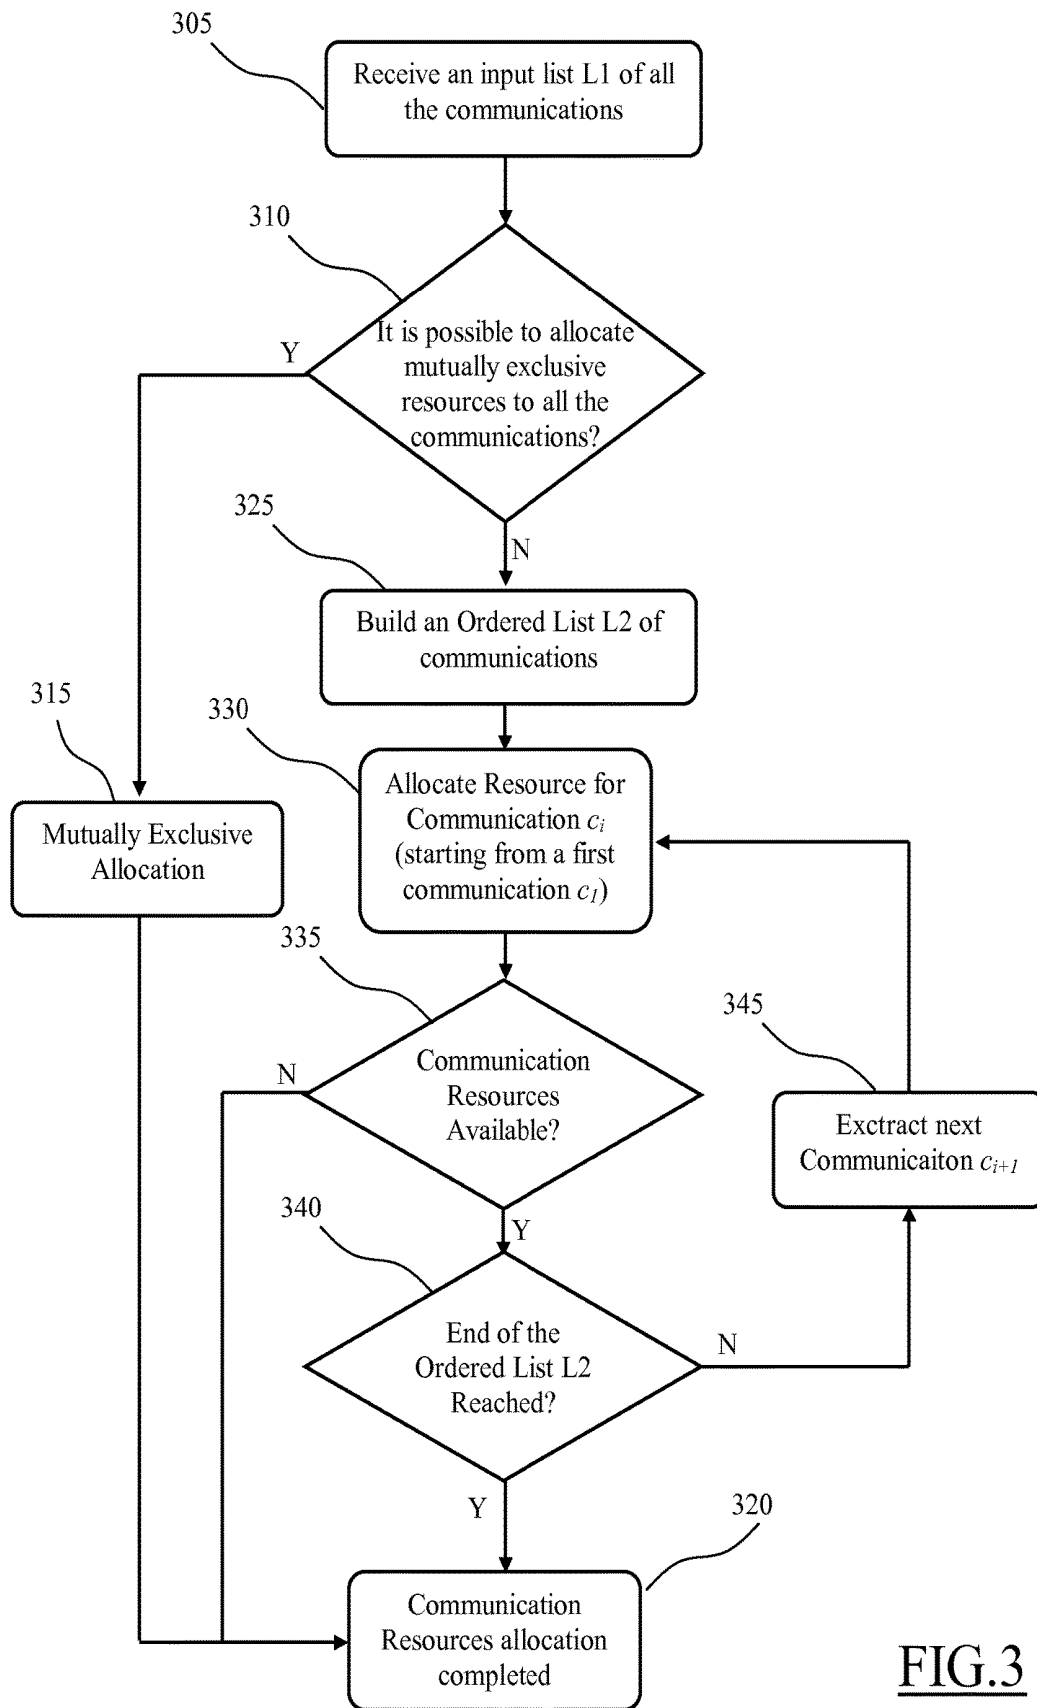 305
Receive an input list L1 of all
the communications
310
It is possible to allocate
mutually exclusive
resources to all the
communications?
Y
N
325
Build an Ordered List L2 of
communications
315
Mutually Exclusive
Allocation
330
Allocate Resource for
Communication ci
(starting from a first
communication c1)
335
Communication
Resources
Available?
N
Y
345
Exctract next
Communicaiton ci+1
340
End of the
Ordered List L2
Reached?
N
Y
320
Communication
Resources allocation
completed
FIG.3